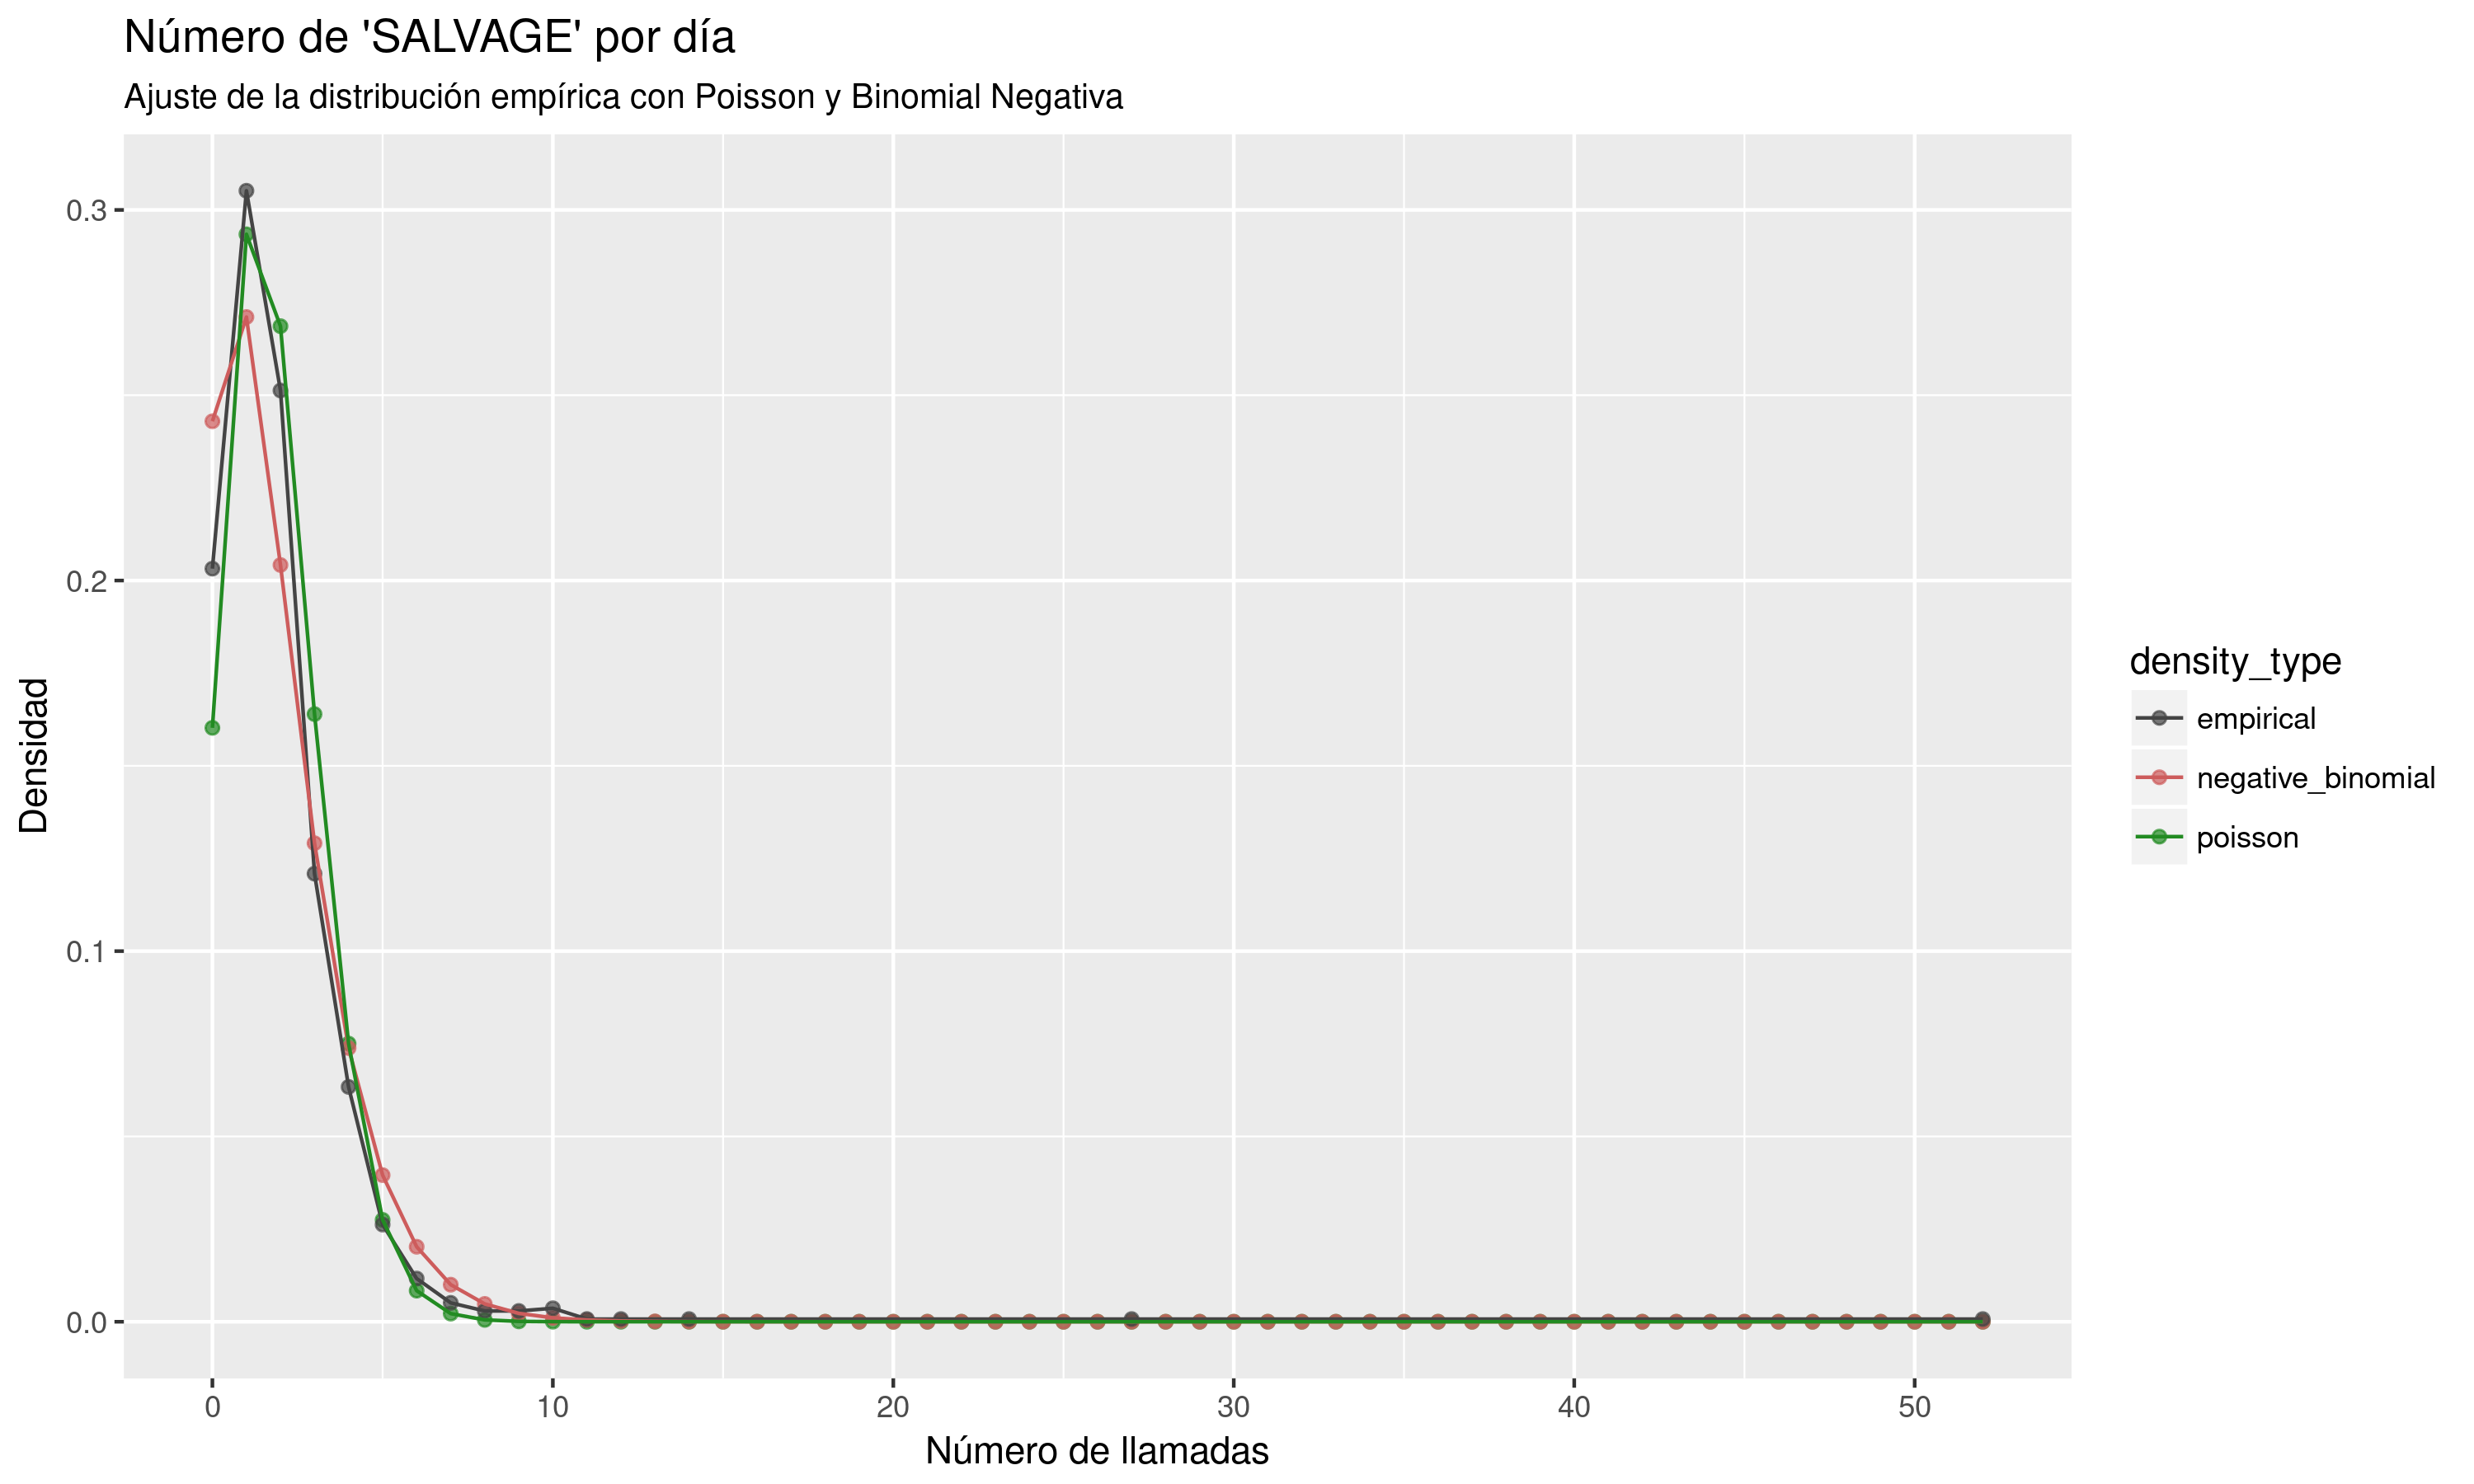 Número de 'SALVAGE' por día
Ajuste de la distribución empírica con Poisson y Binomial Negativa
Densidad
0.3
0.2
0.1
0.0
0 10 20 30 40 50
Número de llamadas
density_type
empirical
negative_binomial
poisson